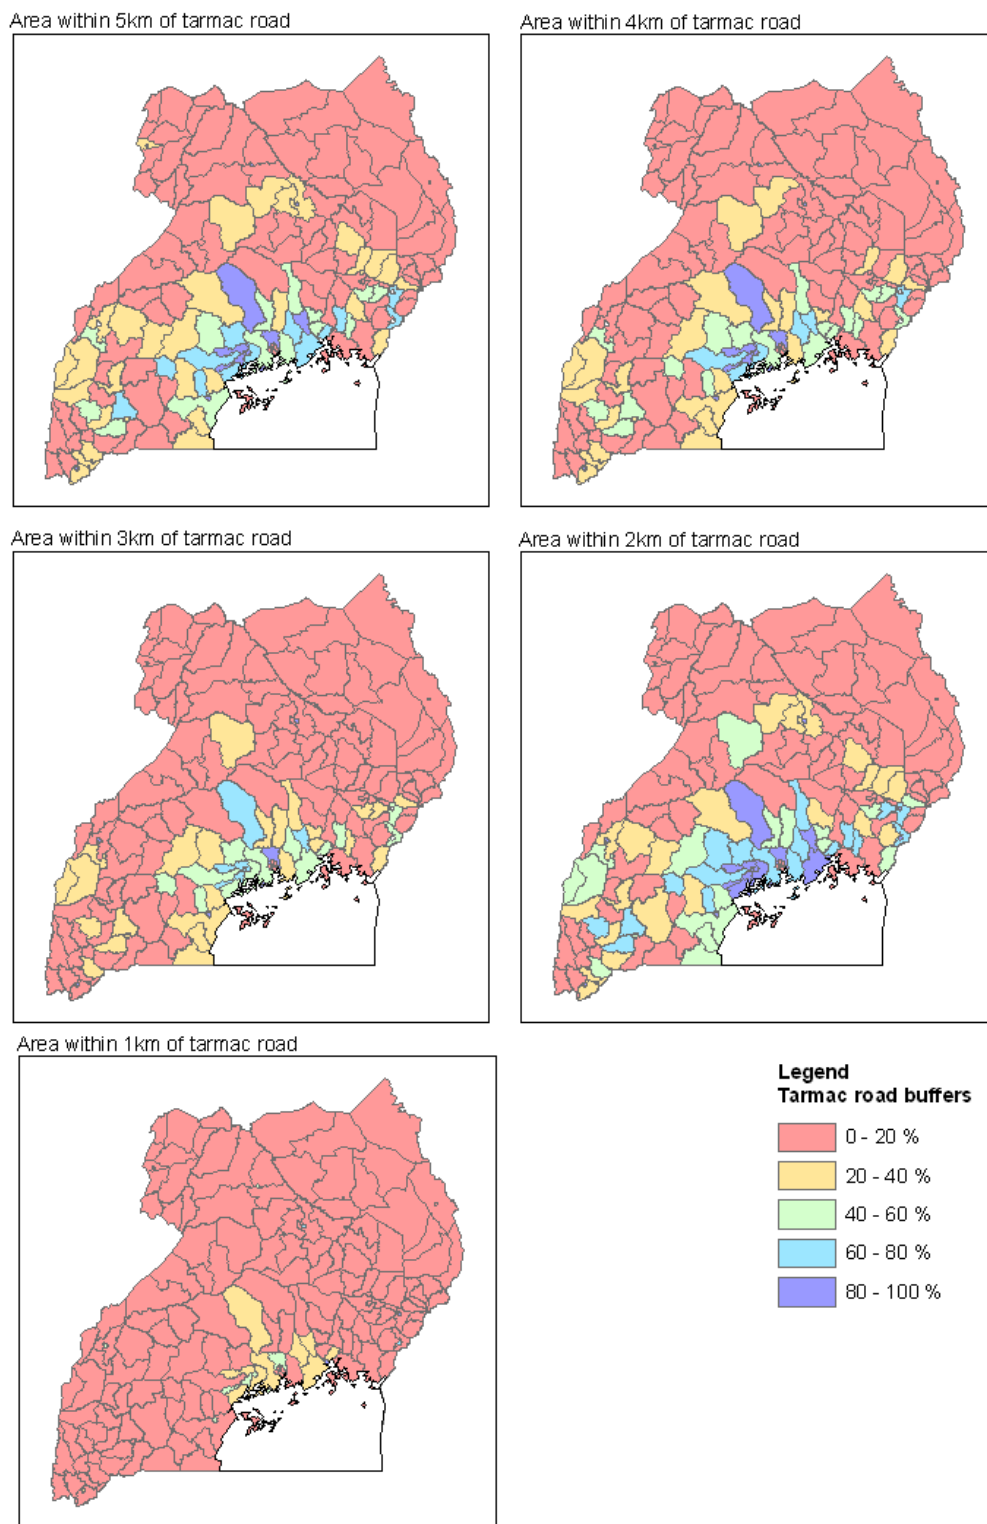 Area within 5km of tarmac road
Area within 4km of tarmac road
Area within 3km of tarmac road
Area within 2km of tarmac road
Area within 1km of tarmac road
Legend
Tarmac road buffers
0 - 20 %
20 - 40 %
40 - 60 %
60 - 80 %
80 - 100 %